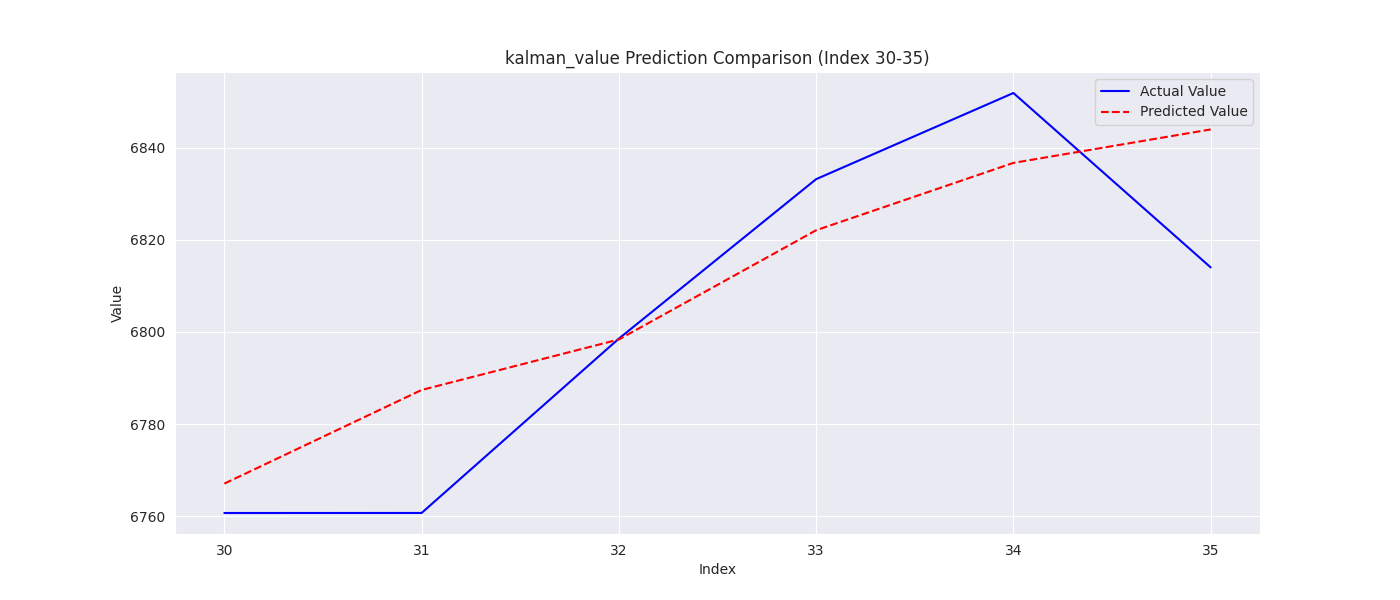 kalman_value Prediction Comparison (Index 30-35)
Actual Value
Predicted Value
6840
6820
6800
6780
6760
Value
30 31 32 33 34 35
Index